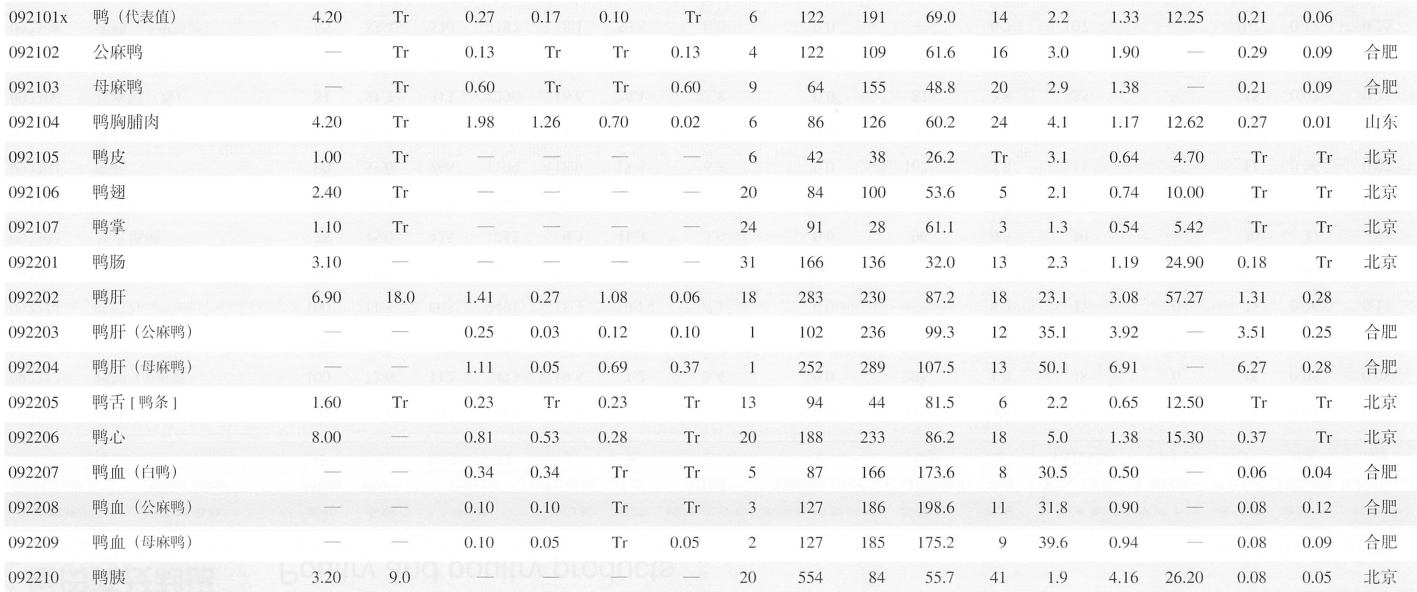 092101x 鸭（代表值） 4.20 Tr 0.27 0.17 0.10 Tr 6 122 191 69.0 14 2.2 1.33 12.25 0.21 0.06
092102 公麻鸭 — Tr 0.13 Tr Tr 0.13 4 122 109 61.6 16 3.0 1.90 — 0.29 0.09 合肥
092103 母麻鸭 — Tr 0.60 Tr Tr 0.60 9 64 155 48.8 20 2.9 1.38 — 0.21 0.09 合肥
092104 鸭胸脯肉 4.20 Tr 1.98 1.26 0.70 0.02 6 86 126 60.2 24 4.1 1.17 12.62 0.27 0.01 山东
092105 鸭皮 1.00 Tr — — — — 6 42 38 26.2 Tr 3.1 0.64 4.70 Tr Tr 北京
092106 鸭翅 2.40 Tr — — — — 20 84 100 53.6 5 2.1 0.74 10.00 Tr Tr 北京
092107 鸭掌 1.10 Tr — — — — 24 91 28 61.1 3 1.3 0.54 5.42 Tr Tr 北京
092201 鸭肠 3.10 — — — — — 31 166 136 32.0 13 2.3 1.19 24.90 0.18 Tr 北京
092202 鸭肝 6.90 18.0 1.41 0.27 1.08 0.06 18 283 230 87.2 18 23.1 3.08 57.27 1.31 0.28
092203 鸭肝（公麻鸭） — — 0.25 0.03 0.12 0.10 1 102 236 99.3 12 35.1 3.92 — 3.51 0.25 合肥
092204 鸭肝（母麻鸭） — — 1.11 0.05 0.69 0.37 1 252 289 107.5 13 50.1 6.91 — 6.27 0.28 合肥
092205 鸭舌 [ 鸭条 ] 1.60 Tr 0.23 Tr 0.23 Tr 13 94 44 81.5 6 2.2 0.65 12.50 Tr Tr 北京
092206 鸭心 8.00 — 0.81 0.53 0.28 Tr 20 188 233 86.2 18 5.0 1.38 15.30 0.37 Tr 北京
092207 鸭血（白鸭） — — 0.34 0.34 Tr Tr 5 87 166 173.6 8 30.5 0.50 — 0.06 0.04 合肥
092208 鸭血（公麻鸭） — — 0.10 0.10 Tr Tr 3 127 186 198.6 11 31.8 0.90 — 0.08 0.12 合肥
092209 鸭血（母麻鸭） — — 0.10 0.05 Tr 0.05 2 127 185 175.2 9 39.6 0.94 — 0.08 0.09 合肥
092210 鸭胰 3.20 9.0 — — — — 20 554 84 55.7 41 1.9 4.16 26.20 0.08 0.05 北京